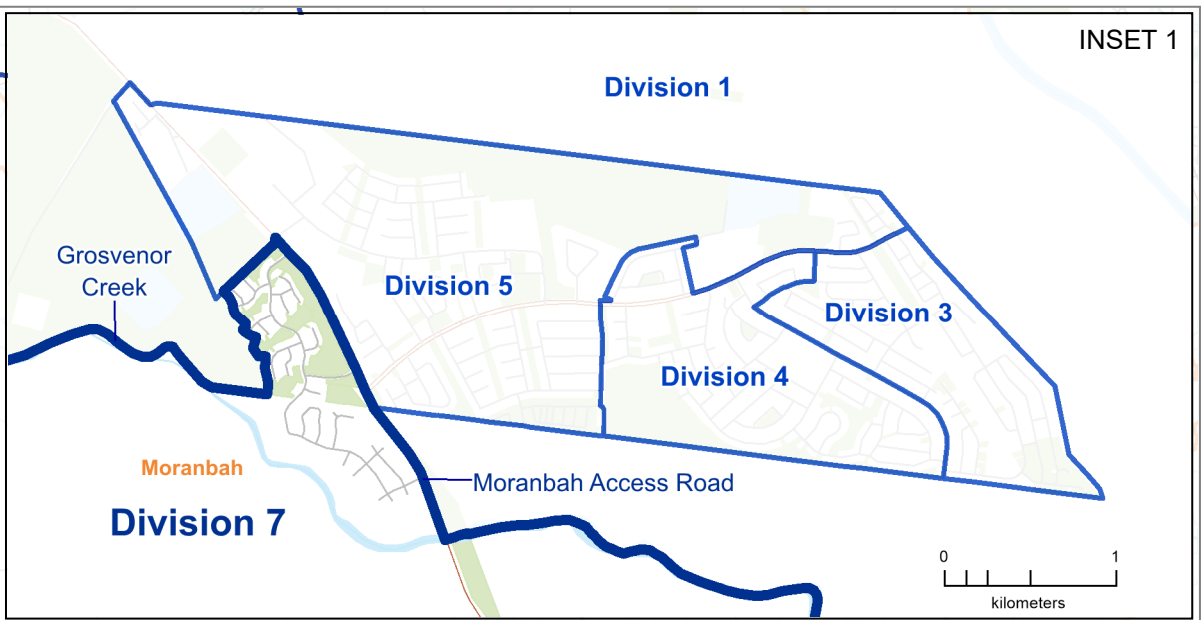 INSET 1
Division 1
Grosvenor
Creek
Division 5
Division 3
Division 4
Moranbah
Moranbah Access Road
Division 7
0 1
kilometers